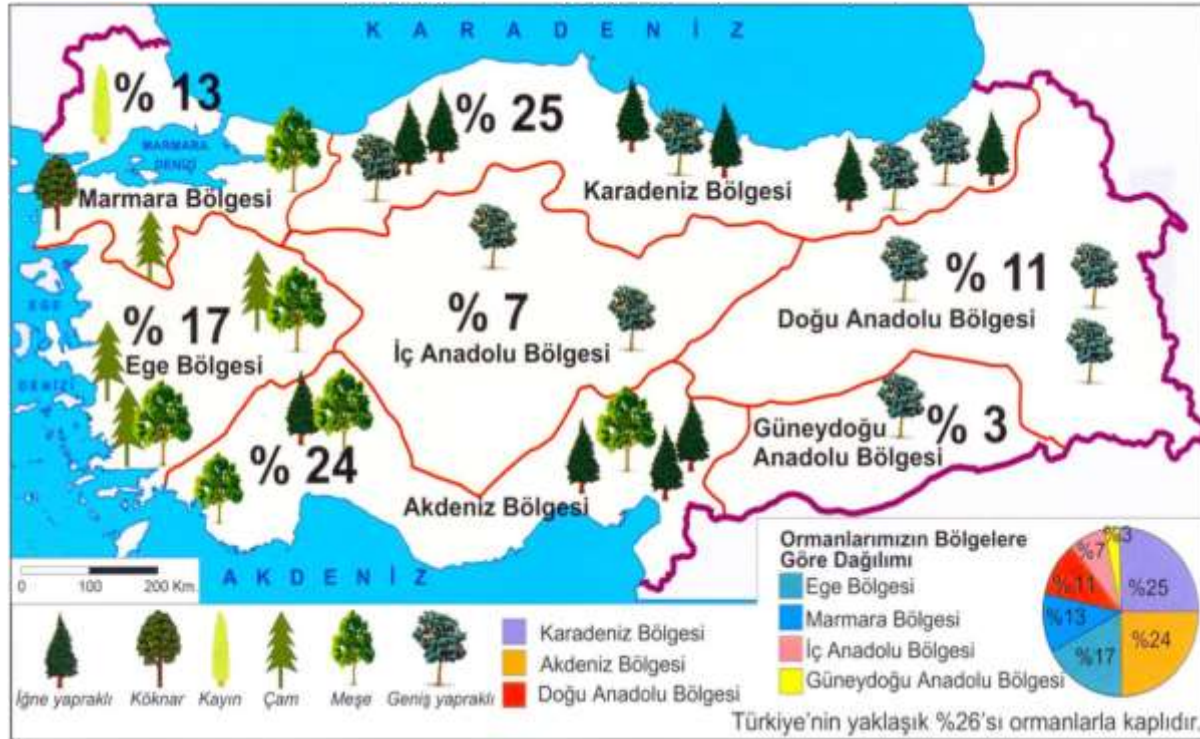 K A R A D E N İ Z
% 13
MARMARA
DENİZİ
% 25
Marmara Bölgesi
Karadeniz Bölgesi
EGE
DENİZİ
% 17
Ege Bölgesi
% 7
İç Anadolu Bölgesi
% 11
Doğu Anadolu Bölgesi
% 24
Akdeniz Bölgesi
Güneydoğu
Anadolu Bölgesi
% 3
A K D E N İ Z
0 100 200 Km.
İğne yapraklı
Köknar
Kayın
Çam
Meşe
Geniş yapraklı
Karadeniz Bölgesi
Akdeniz Bölgesi
Doğu Anadolu Bölgesi
Ormanlarımızın Bölgelere
Göre Dağılımı
Ege Bölgesi
Marmara Bölgesi
İç Anadolu Bölgesi
Güneydoğu Anadolu Bölgesi
%3
%7
%11
%13
%17
%25
%24
Türkiye'nin yaklaşık %26'sı ormanlarla kaplıdır.